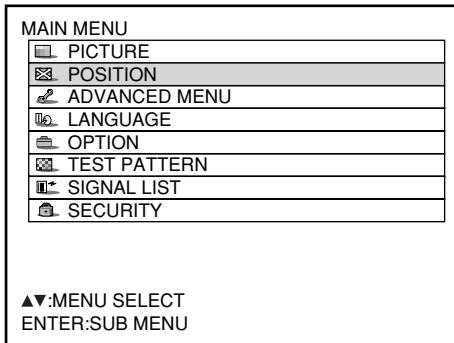 MAIN MENU
PICTURE
POSITION
ADVANCED MENU
LANGUAGE
OPTION
TEST PATTERN
SIGNAL LIST
SECURITY
▲▼:MENU SELECT
ENTER:SUB MENU